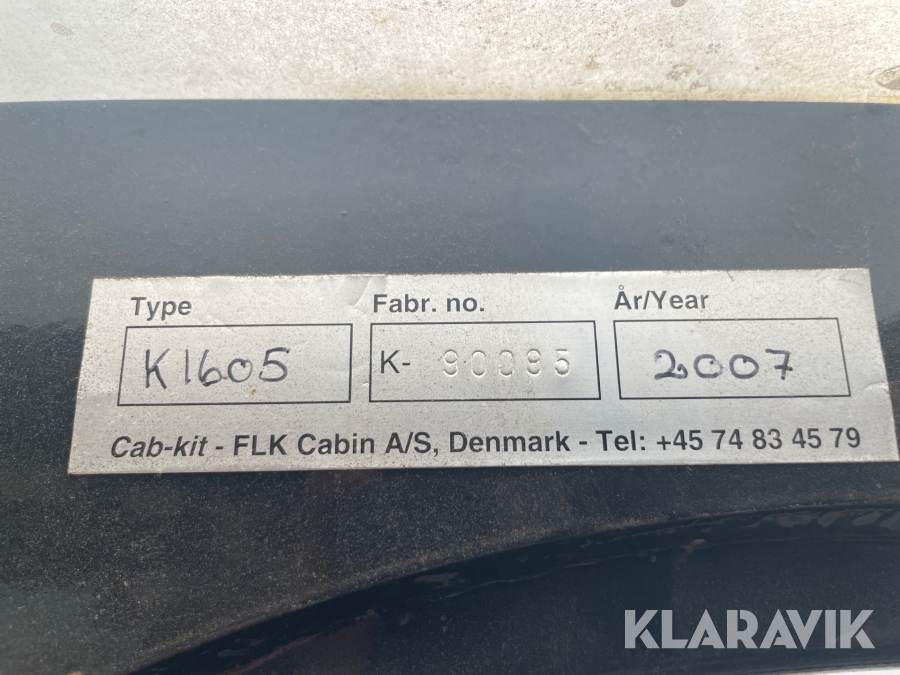 Type Fabr. no. År/Year
K1605 K- 90095 2007
Cab-kit - FLK Cabin A/S, Denmark - Tel: +45 74 83 45 79
KLARAVIK